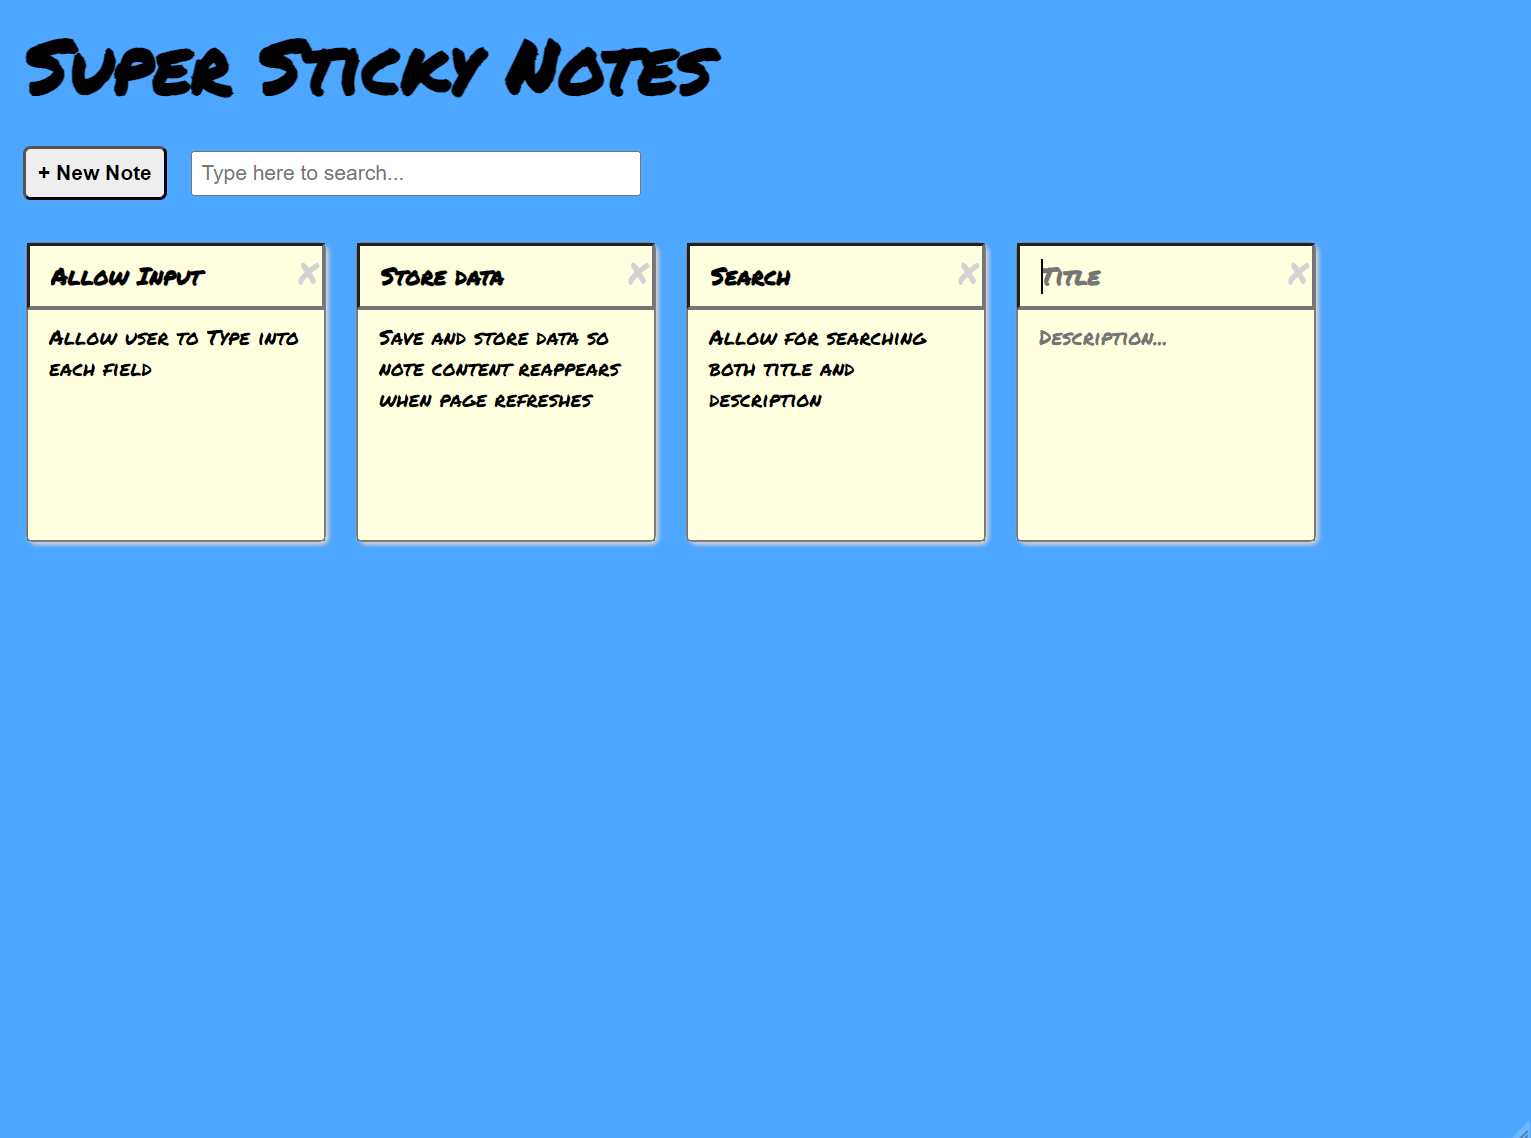 Super Sticky Notes
+ New Note
Type here to search...
Allow Input
Allow user to Type into
each field
Store data
Save and store data so
note content reappears
when page refreshes
Search
Allow for searching
both title and
description
Title
Description...